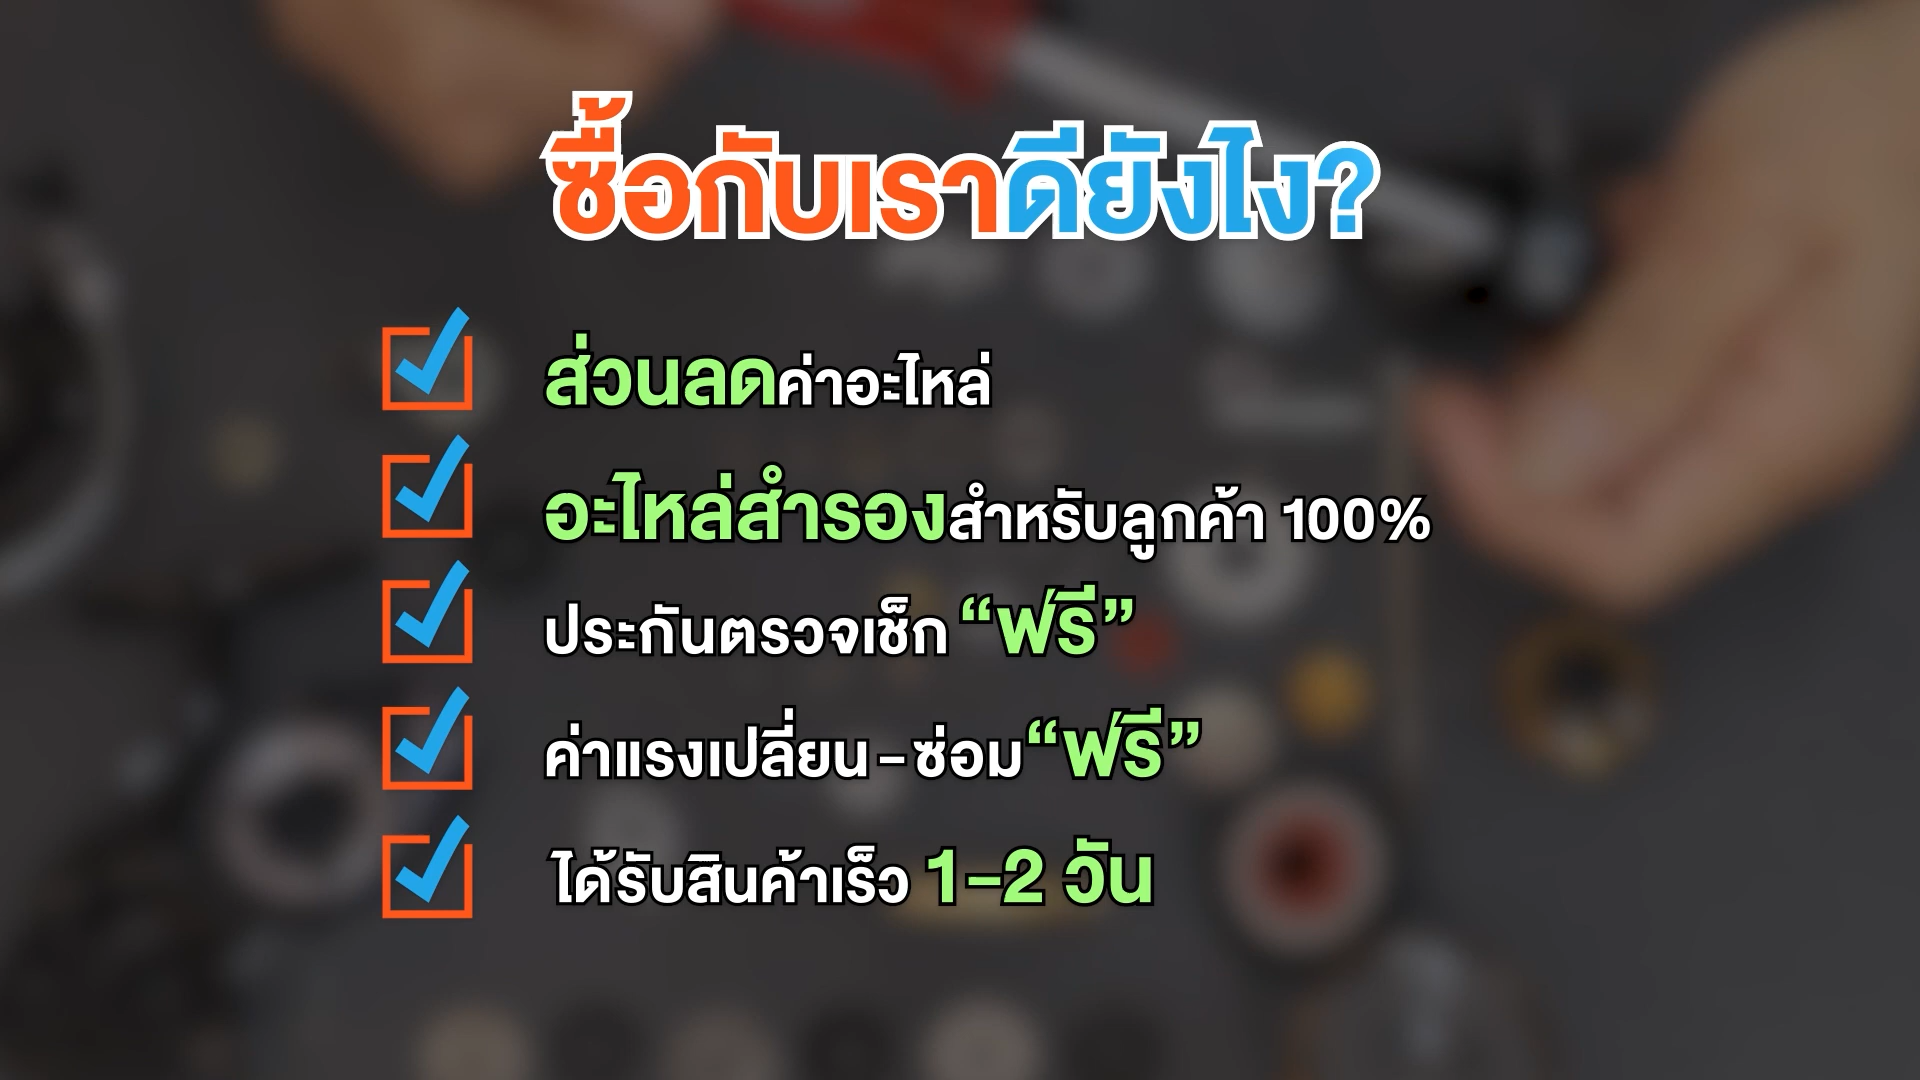 ซื้อกับเราดียังไง?
ส่วนลดค่าอะไหล่
อะไหล่สำรองสำหรับลูกค้า 100%
ประกันตรวจเช็ก “ฟรี”
ค่าแรงเปลี่ยน – ซ่อม “ฟรี”
ได้รับสินค้าเร็ว 1–2 วัน